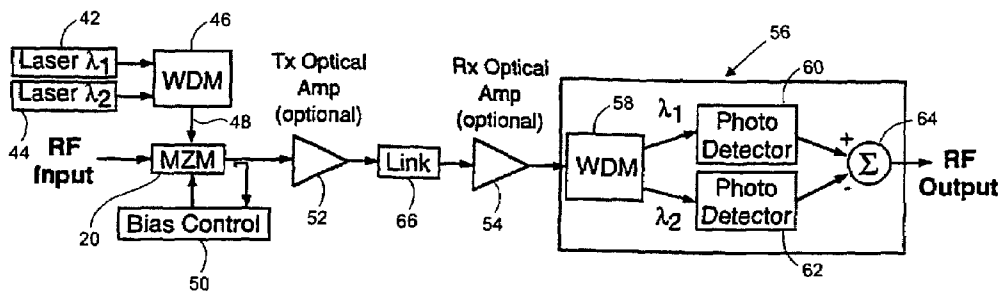 42
46
56
Laser λ1
WDM
Laser λ2
44
48
Tx Optical
Amp
(optional)
Rx Optical
Amp
(optional)
58
60
λ1
Photo
Detector
64
RF
Input
MZM
52
Link
66
54
WDM
+
Σ
-
RF
Output
λ2
Photo
Detector
62
20
Bias Control
50